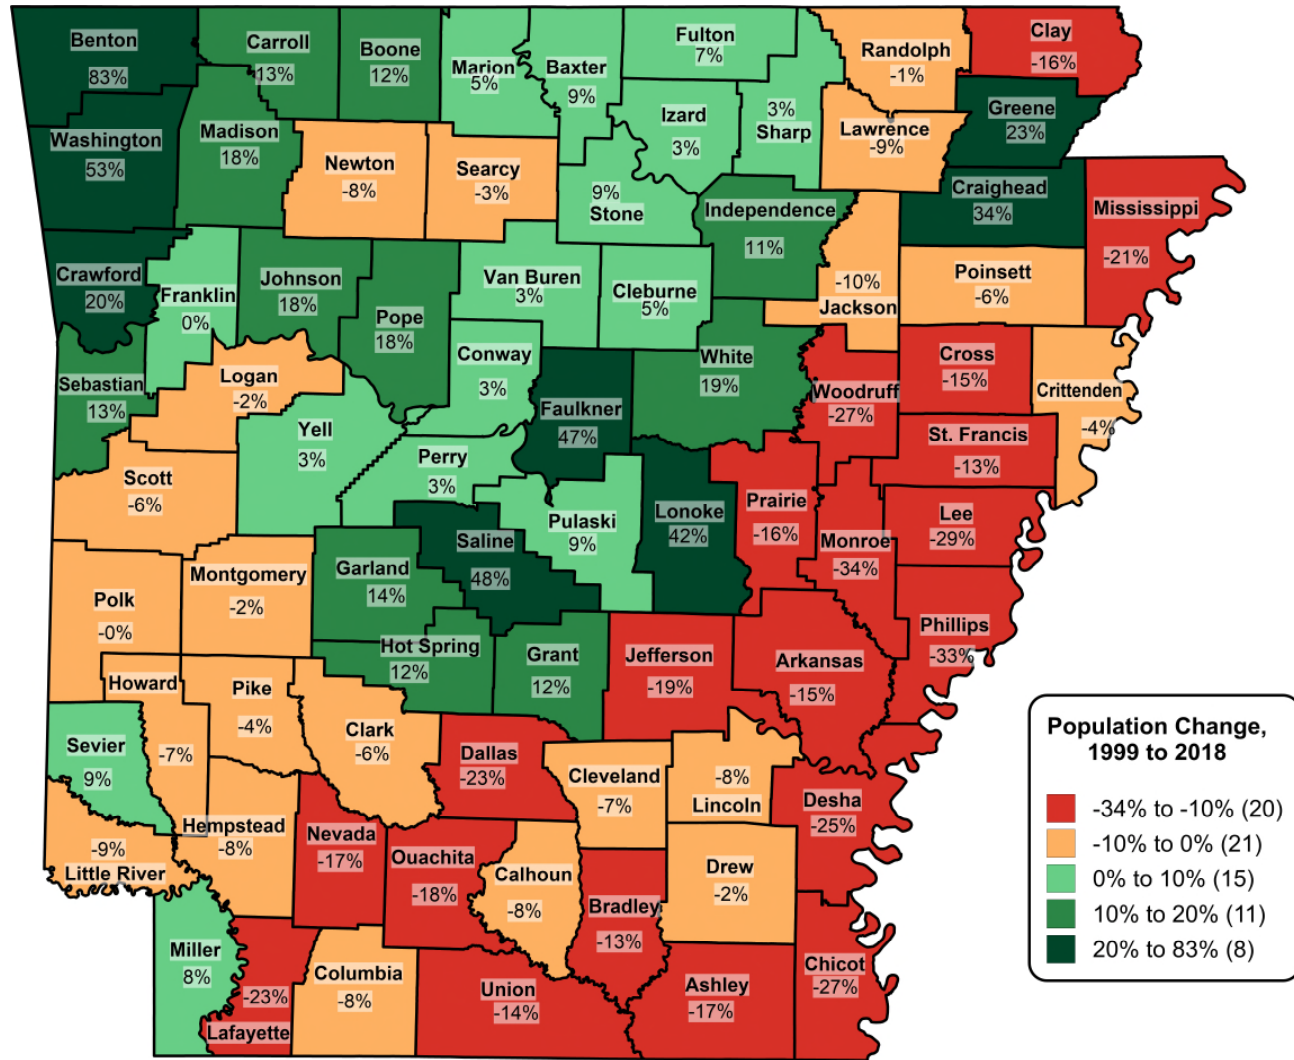 Benton
83%
Carroll
13%
Boone
12%
Marion
5%
Baxter
9%
Fulton
7%
Randolph
-1%
Clay
-16%
Washington
53%
Madison
18%
Newton
-8%
Searcy
-3%
Izard
3%
3%
Sharp
Lawrence
-9%
Greene
23%
9%
Stone
Independence
11%
Craighead
34%
Mississippi
-21%
Crawford
20%
Franklin
0%
Johnson
18%
Pope
18%
Van Buren
3%
Cleburne
5%
-10%
Jackson
Poinsett
-6%
Sebastian
13%
Logan
-2%
Conway
3%
White
19%
Woodruff
-27%
Cross
-15%
Crittenden
-4%
Yell
3%
Faulkner
47%
St. Francis
-13%
Scott
-6%
Perry
3%
Pulaski
9%
Lonoke
42%
Prairie
-16%
Monroe
-34%
Lee
-29%
Saline
48%
Polk
-0%
Montgomery
-2%
Garland
14%
Phillips
-33%
Hot Spring
12%
Grant
12%
Jefferson
-19%
Arkansas
-15%
Howard
-7%
Pike
-4%
Clark
-6%
Sevier
9%
Dallas
-23%
Cleveland
-7%
-8%
Lincoln
Desha
-25%
-9%
Little River
Hempstead
-8%
Nevada
-17%
Ouachita
-18%
Calhoun
-8%
Bradley
-13%
Drew
-2%
Miller
8%
-23%
Lafayette
Columbia
-8%
Union
-14%
Ashley
-17%
Chicot
-27%
Population Change,
1999 to 2018
-34% to -10% (20)
-10% to 0% (21)
0% to 10% (15)
10% to 20% (11)
20% to 83% (8)